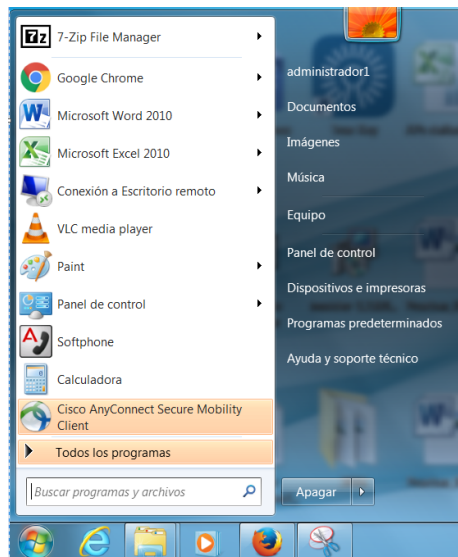 7-Zip File Manager
Google Chrome
Microsoft Word 2010
Microsoft Excel 2010
Conexión a Escritorio remoto
VLC media player
Paint
Panel de control
Softphone
Calculadora
Cisco AnyConnect Secure Mobility
Client
Todos los programas
Buscar programas y archivos
administrador1
Documentos
Imágenes
Música
Equipo
Panel de control
Dispositivos e impresoras
Programas predeterminados
Ayuda y soporte técnico
Apagar